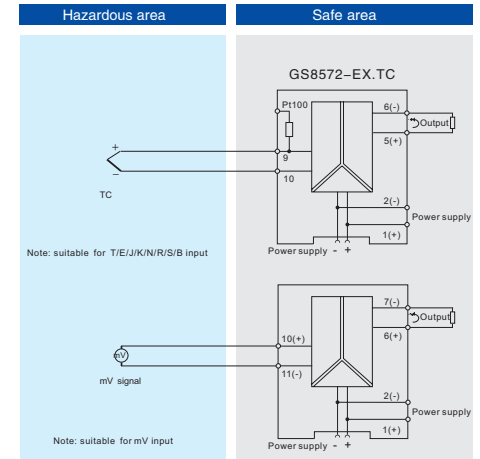 Hazardous area
Safe area
GS8572-EX.TC
Pt100
6(-)
Output
5(+)
+
9
-
10
TC
2(-)
Power supply
1(+)
Note: suitable for T/E/J/K/N/R/S/B input
Power supply - +
7(-)
Output
6(+)
10(+)
mV
11(-)
mV signal
2(-)
Power supply
1(+)
Note: suitable for mV input
Power supply - +